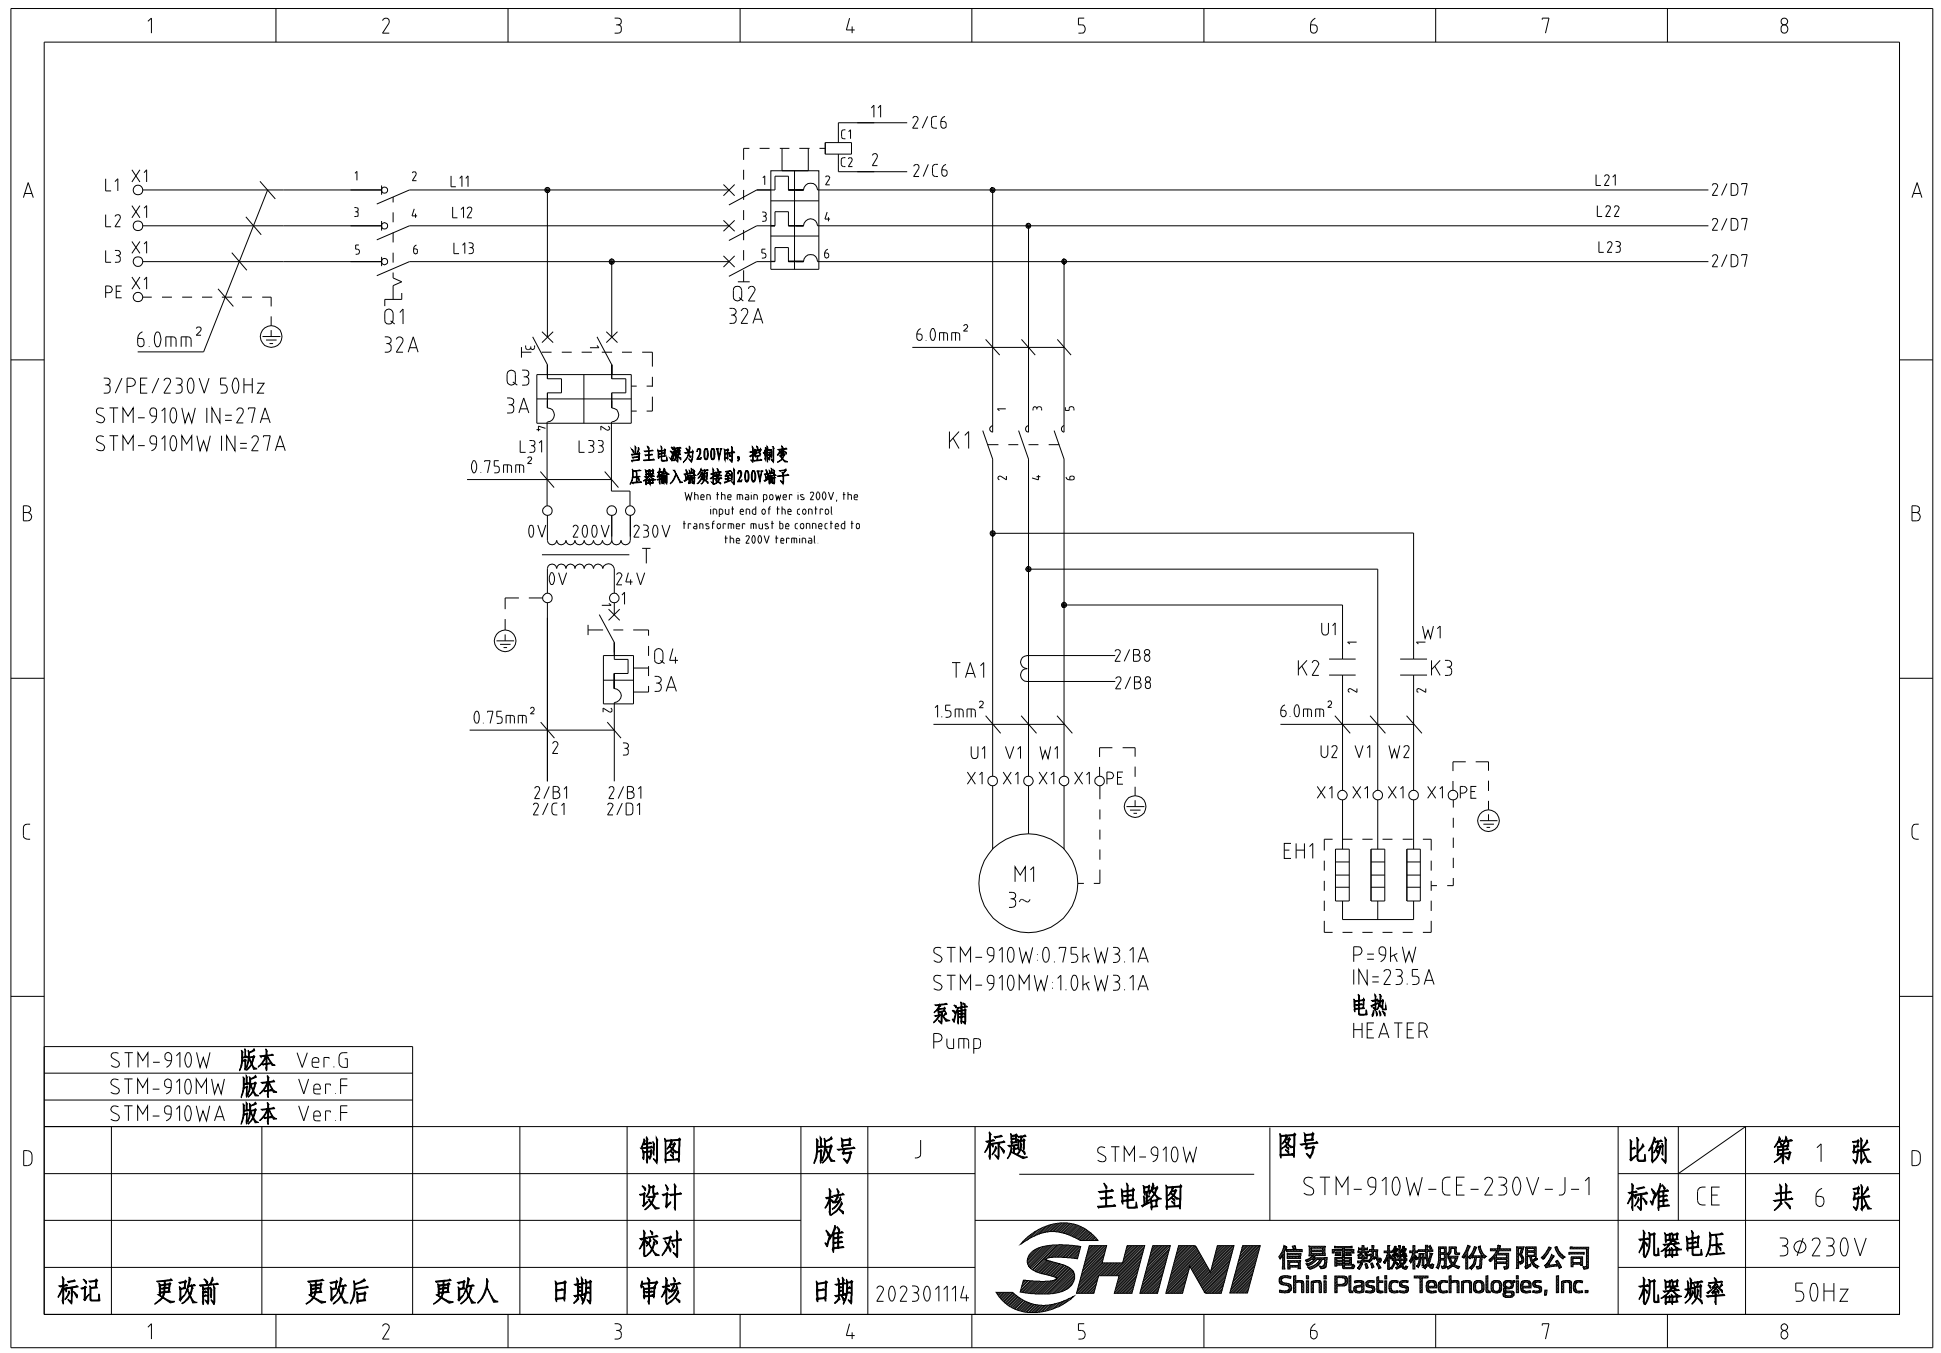 1 2 3 4 5 6 7 8
11
2/C6
C1
C2 2
2/C6
A A
L1 X1 1 2 L11 1 2 L21 2/D7
L2 X1 3 4 L12 3 4 L22 2/D7
L3 X1 5 6 L13 5 6 L23 2/D7
PE X1
Q1
32A
Q2
32A
6.0mm²
6.0mm²
3/PE/230V 50Hz
STM-910W IN=27A
STM-910MW IN=27A
3 1
Q3
3A
4 2
L31 L33
0.75mm²
当主电源为200V时，控制变
压器输入端须接到200V端子
When the main power is 200V, the
input end of the control
transformer must be connected to
the 200V terminal.
1 3 5
K1
2 4 6
B B
0V 200V 230V
T
0V 24V
1
1
Q4
3A
2
0.75mm²
2 3
2/B1 2/B1
2/C1 2/D1
TA1 2/B8
2/B8
U1 1 W1 1
K2 K3
2 2
1.5mm²
6.0mm²
U1 V1 W1
X1 X1 X1 X1 PE
U2 V1 W2
X1 X1 X1 X1 PE
C C
M1
3~
EH1
STM-910W:0.75kW3.1A
STM-910MW:1.0kW3.1A
泵浦
Pump
P=9kW
IN=23.5A
电热
HEATER
STM-910W 版本 Ver.G
STM-910MW 版本 Ver.F
STM-910WA 版本 Ver.F
D D
制图 版号 J 标题 STM-910W 图号 比例 第 1 张
设计 核准 主电路图 STM-910W-CE-230V-J-1 标准 CE 共 6 张
校对 SHINI 信易電熱機械股份有限公司 机器电压 3Ø230V
Shini Plastics Technologies, Inc.
标记 更改前 更改后 更改人 日期 审核 日期 202301114 机器频率 50Hz
1 2 3 4 5 6 7 8